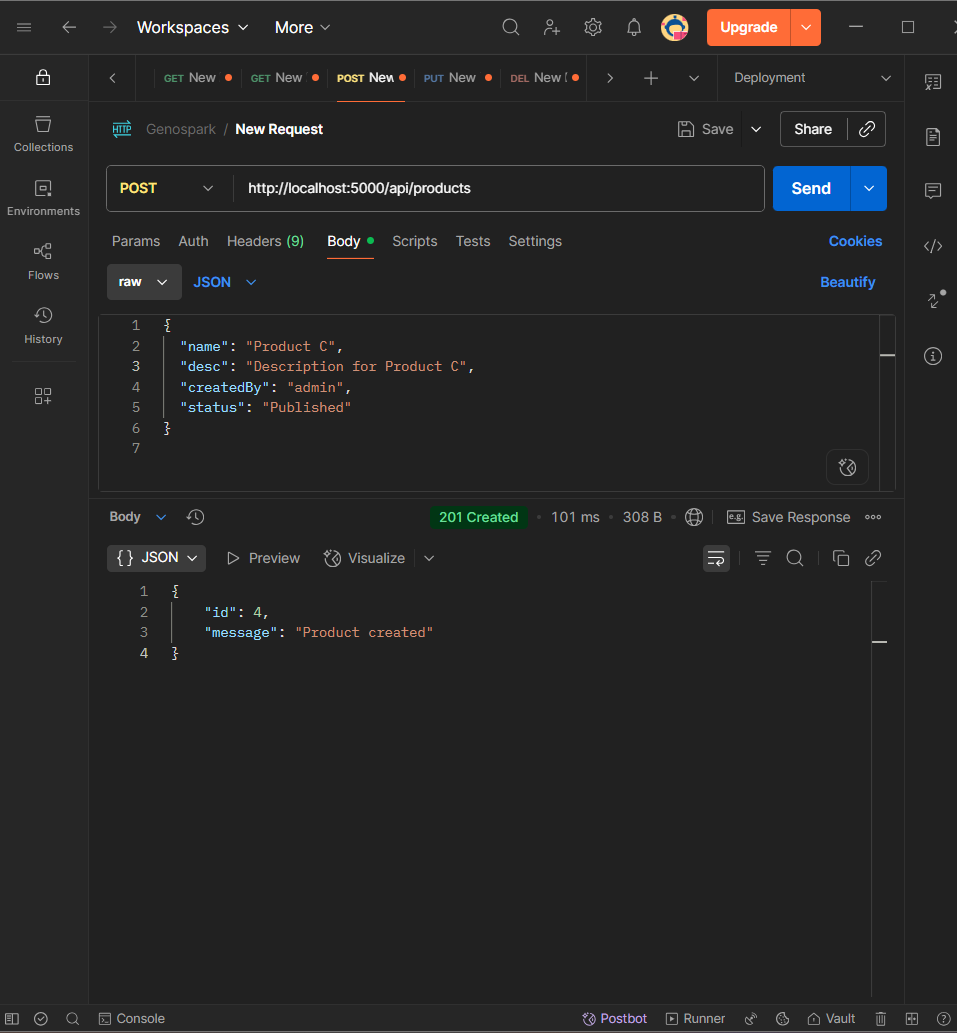 Workspaces More Upgrade
GET New GET New POST New PUT New DEL New Deployment
HTTP Genospark / New Request Save Share
POST http://localhost:5000/api/products Send
Params Auth Headers (9) Body Scripts Tests Settings Cookies
raw JSON Beautify
Collections
Environments
Flows
History
1 {
2 "name": "Product C",
3 "desc": "Description for Product C",
4 "createdBy": "admin",
5 "status": "Published"
6 }
7
Body 201 Created 101 ms 308 B e.g. Save Response
{} JSON Preview Visualize
1 {
2 "id": 4,
3 "message": "Product created"
4 }
Console Postbot Runner Vault